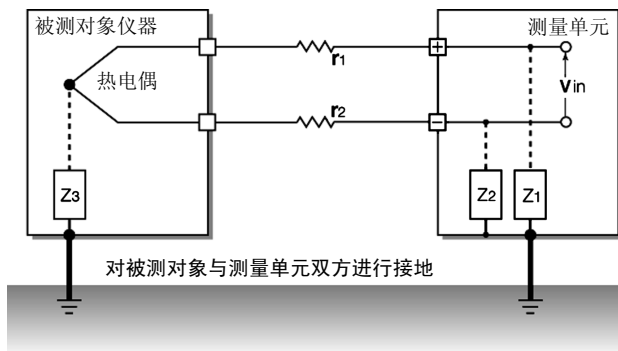 被测对象仪器
测量单元
热电偶
r1
r2
+
−
Vin
Z3
Z2
Z1
对被测对象与测量单元双方进行接地